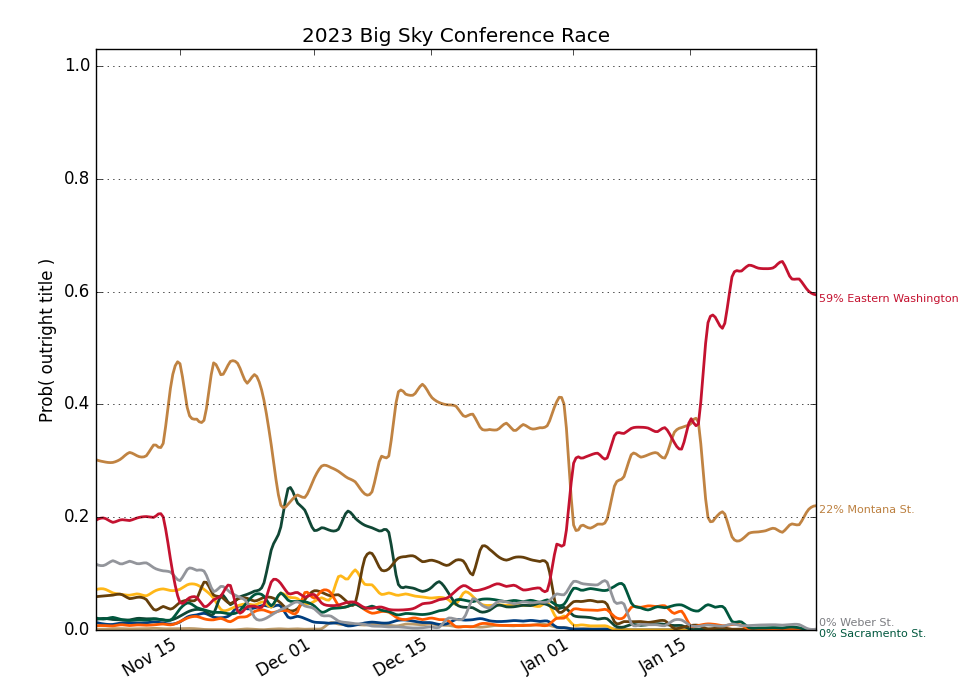 2023 Big Sky Conference Race
1.0
0.8
0.6
0.4
0.2
0.0
Prob( outright title )
59% Eastern Washington
22% Montana St.
0% Weber St.
0% Sacramento St.
Nov 15
Dec 01
Dec 15
Jan 01
Jan 15